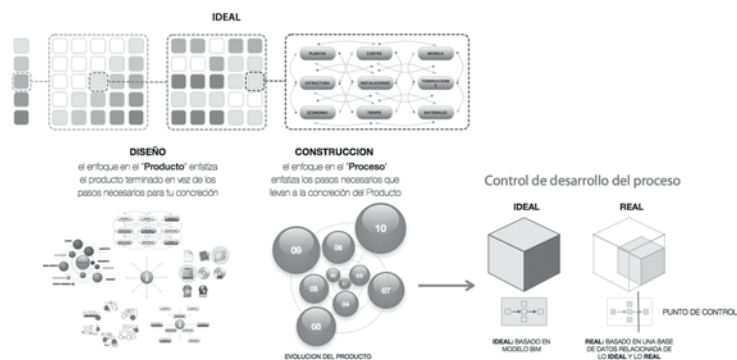 IDEAL
PLANTAS
CORTES
MODELO
ESTRUCTURA
INSTALACIONES
TERMINACIONE
ECONOMIA
TIEMPO
MATERIALES
DISEÑO
el enfoque en el "Producto" enfatiza
el producto terminado en vez de los
pasos necesarios para tu concreción
CONSTRUCCION
el enfoque en el "Proceso"
enfatiza los pasos necesarios que
llevan a la concreción del Producto
10
09
06
05
03
07
04
08
EVOLUCION DEL PRODUCTO
Control de desarrollo del proceso
IDEAL
REAL
PUNTO DE CONTROL
IDEAL: BASADO EN
MODELO BIM
REAL: BASADO EN UNA BASE
DE DATOS RELACIONADA DE
LO IDEAL Y LO REAL